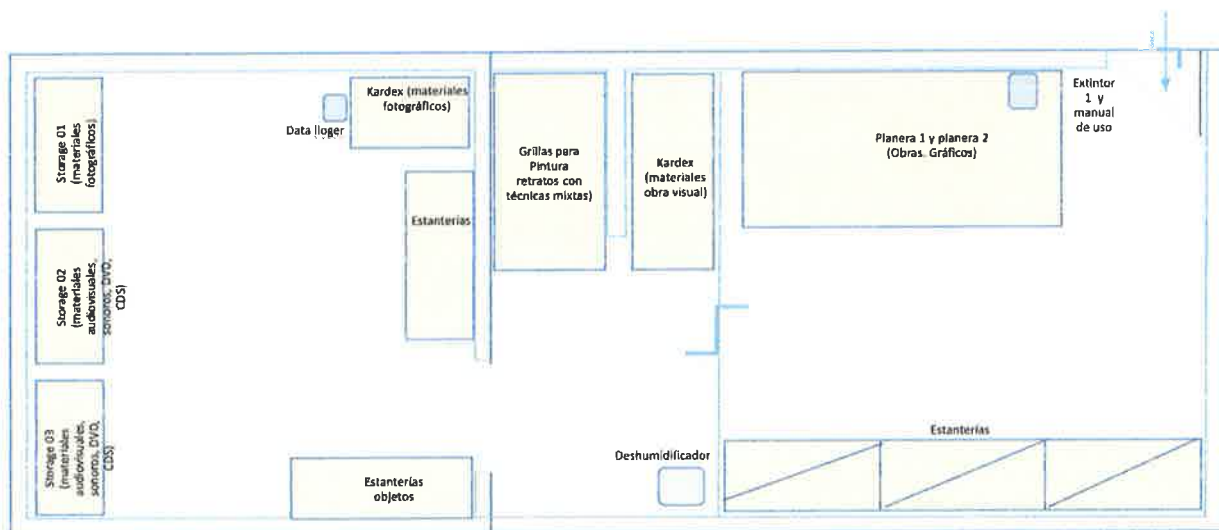 Storage 01
(materiales
fotográficos)
Storage 02
(materiales
audiovisuales,
sonoros, DVD,
CDS)
Storage 03
(materiales
audiovisuales,
sonoros, DVD,
CDS)
Data lloger
Kardex (materiales
fotográficos)
Estanterías
Estanterías
objetos
Grillas para
Pintura
retratos con
técnicas mixtas)
Kardex
(materiales
obra visual)
Deshumidificador
Planera 1 y planera 2
(Obras Gráficos)
Extintor
1 y
manual
de uso
Estanterías